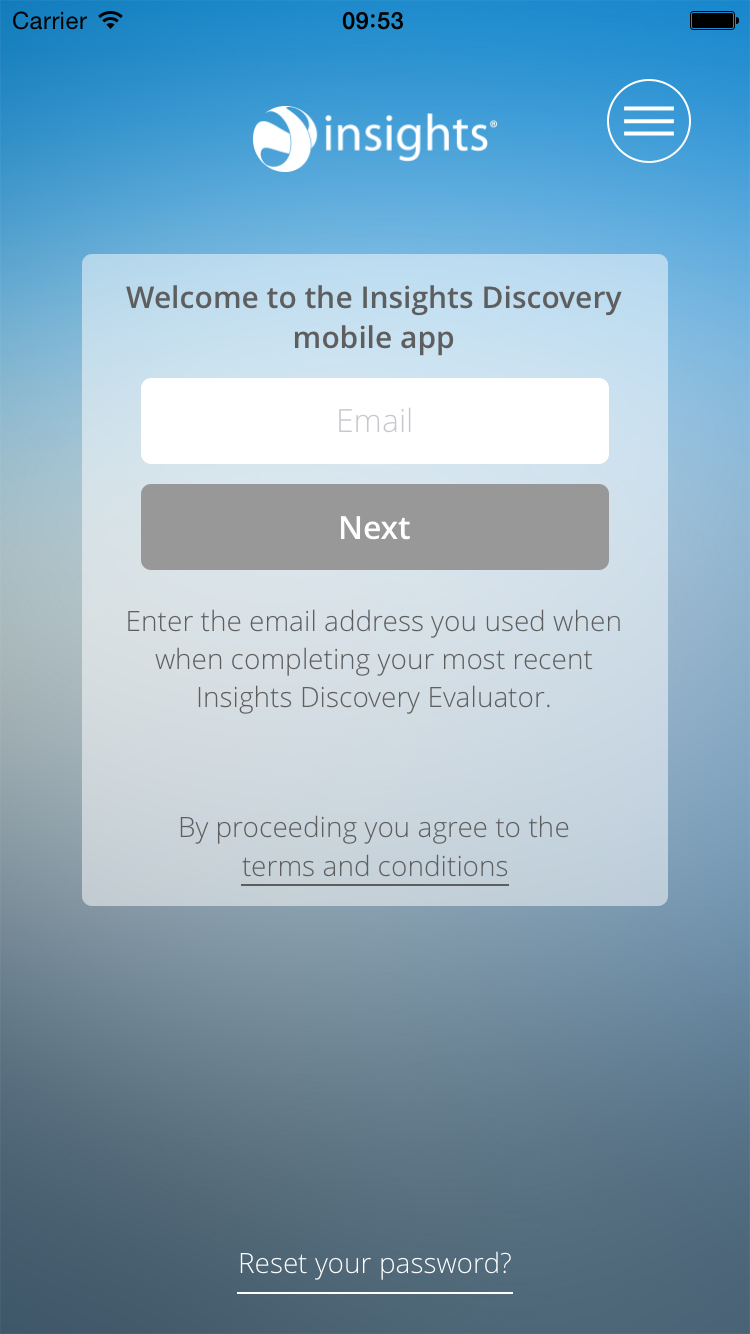 Carrier 09:53
insights®
Welcome to the Insights Discovery
mobile app
Email
Next
Enter the email address you used when
when completing your most recent
Insights Discovery Evaluator.
By proceeding you agree to the
terms and conditions
Reset your password?